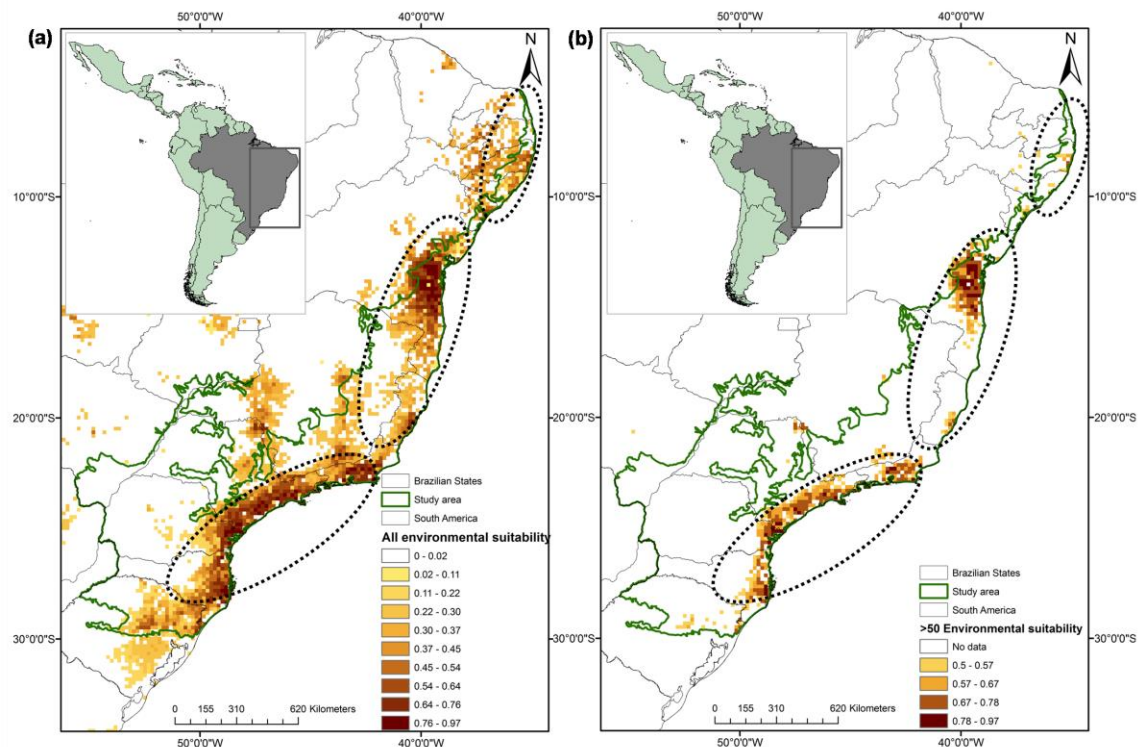 (a)
50°0'0"W
40°0'0"W
N
10°0'0"S
20°0'0"S
30°0'0"S
Brazilian States
Study area
South America
All environmental suitability
0 - 0.02
0.02 - 0.11
0.11 - 0.22
0.22 - 0.30
0.30 - 0.37
0.37 - 0.45
0.45 - 0.54
0.54 - 0.64
0.64 - 0.76
0.76 - 0.97
0 155 310 620 Kilometers
50°0'0"W
40°0'0"W
(b)
50°0'0"W
40°0'0"W
N
10°0'0"S
20°0'0"S
30°0'0"S
Brazilian States
Study area
South America
>50 Environmental suitability
No data
0.5 - 0.57
0.57 - 0.67
0.67 - 0.78
0.78 - 0.97
0 155 310 620 Kilometers
50°0'0"W
40°0'0"W